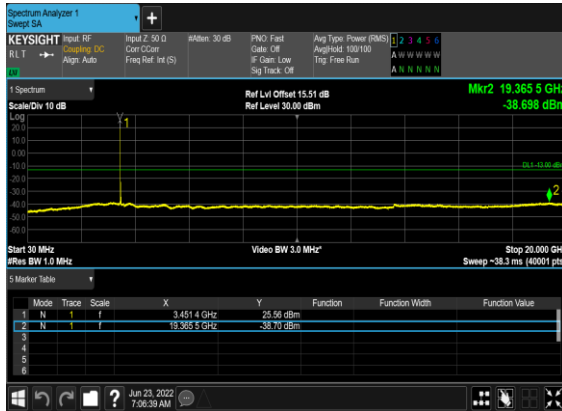 Spectrum Analyzer 1
Swept SA
+
KEYSIGHT
RLT
LXI
Input: RF
Coupling: DC
Align: Auto
Input Z: 50 Ω
Corr CCorr
Freq Ref: Int (S)
#Atten: 30 dB
PNO: Fast
Gate: Off
IF Gain: Low
Sig Track: Off
Avg Type: Power (RMS)
Avg|Hold: 100/100
Trig: Free Run
1 2 3 4 5 6
A W W W W W
A N N N N N
1 Spectrum
Scale/Div 10 dB
Ref Lvl Offset 15.51 dB
Ref Level 30.00 dBm
Mkr2 19.365 5 GHz
-38.698 dBm
Log
20.0
10.0
0.00
-10.0
-20.0
-30.0
-40.0
-50.0
-60.0
1
DL1 -13.00 dBm
2
Start 30 MHz
#Res BW 1.0 MHz
Video BW 3.0 MHz*
Stop 20.000 GHz
Sweep ~38.3 ms (40001 pts)
5 Marker Table
Mode Trace Scale X Y Function Function Width Function Value
1 N 1 f 3.451 4 GHz 25.56 dBm
2 N 1 f 19.365 5 GHz -38.70 dBm
3
4
5
6
?
Jun 23, 2022
7:06:39 AM